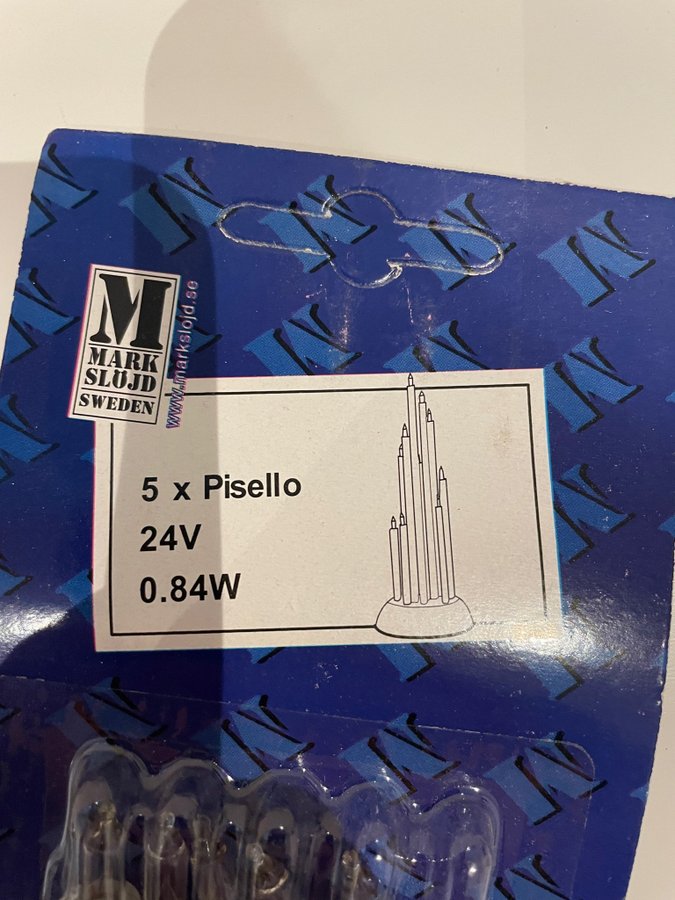 M
MARK
SLÖJD
SWEDEN
www.markslojd.se
5 x Pisello
24V
0.84W